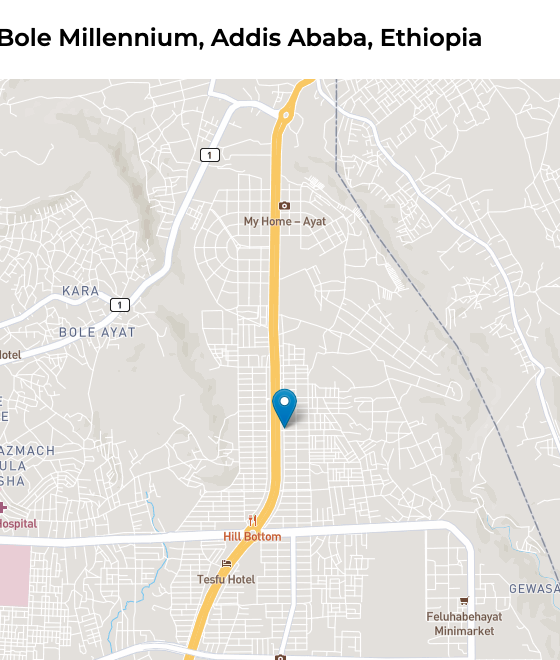 Bole Millennium, Addis Ababa, Ethiopia
1
My Home – Ayat
KARA
1
BOLE AYAT
AZMACH
ULA
SHA
Hospital
Hill Bottom
Tesfu Hotel
GEWASA
Feluhabehayat
Minimarket